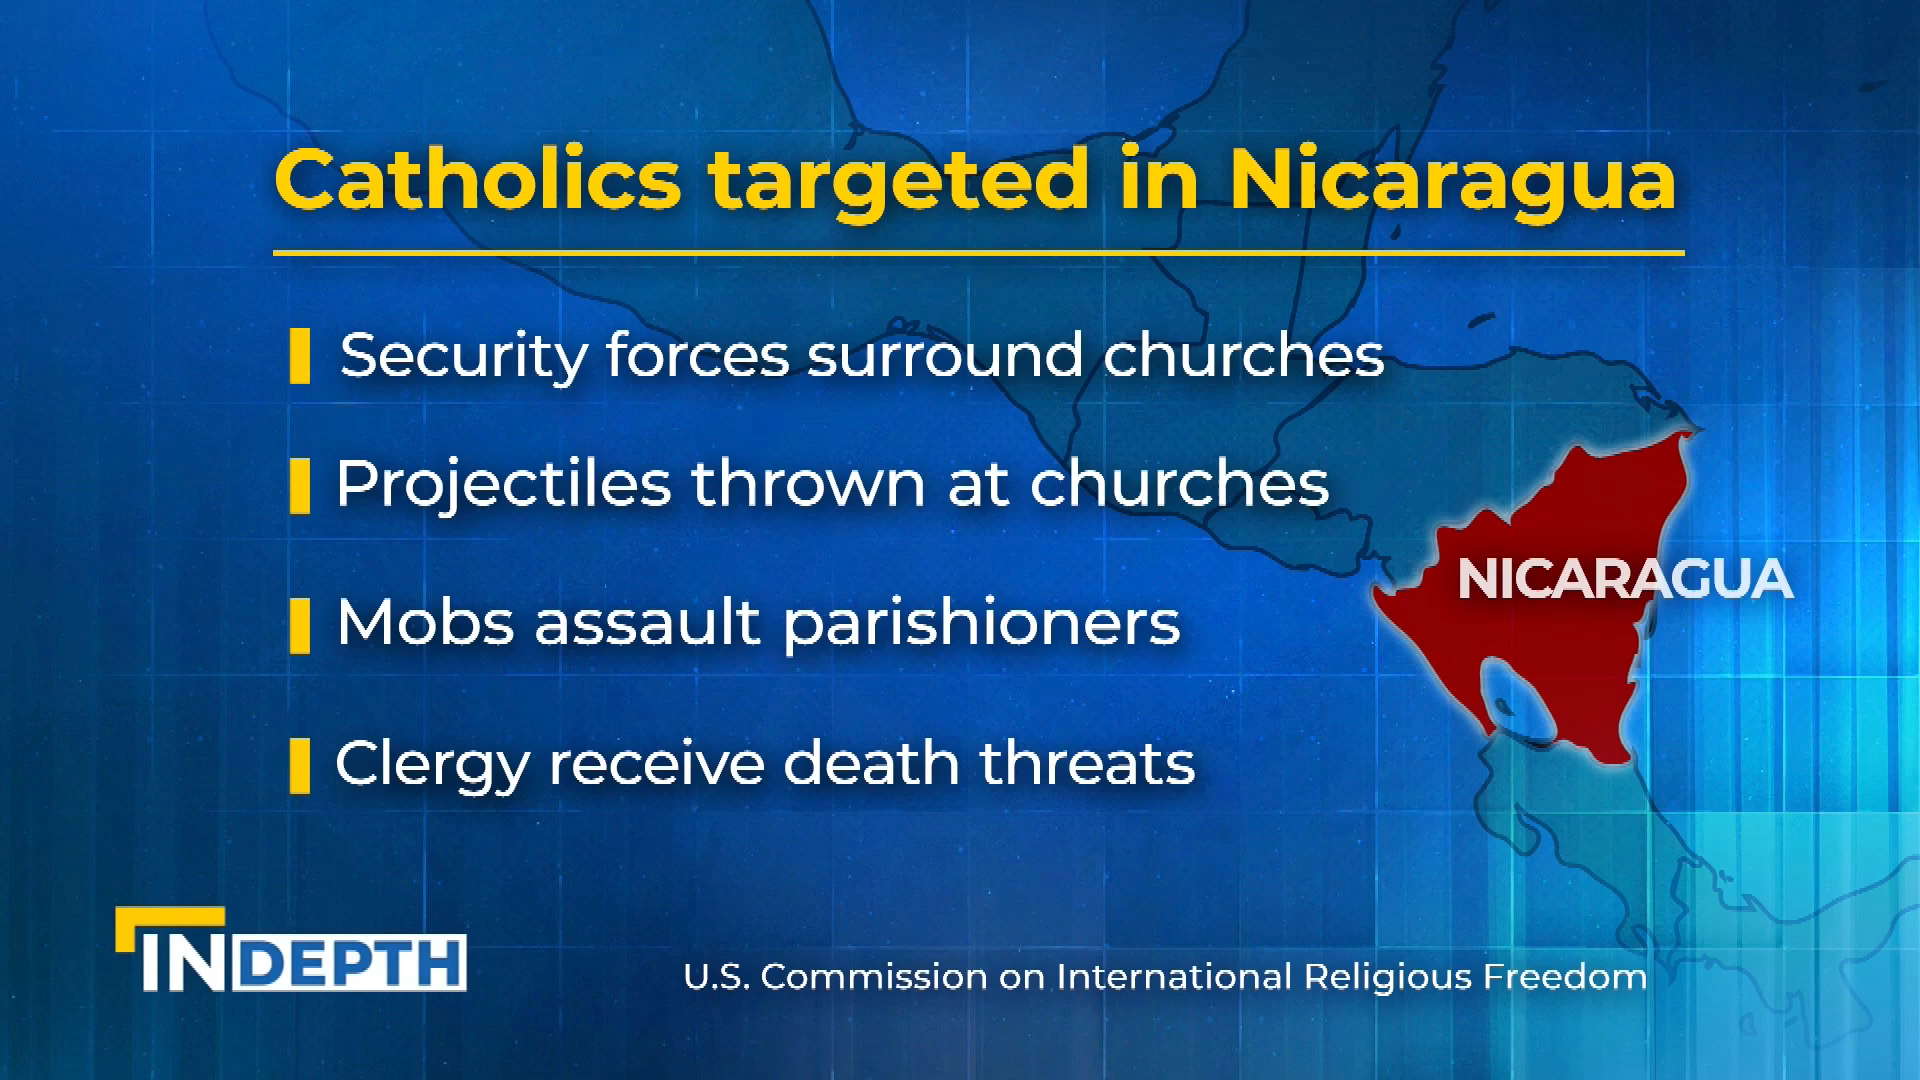 Catholics targeted in Nicaragua
Security forces surround churches
Projectiles thrown at churches
Mobs assault parishioners
Clergy receive death threats
NICARAGUA
INDEPTH
U.S. Commission on International Religious Freedom